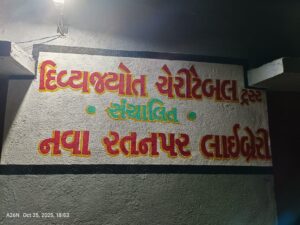 દિવ્યજ્યોત ચેરીટેબલ ટ્રસ્ટ
• સંચાલિત •
નવા રતનપર લાઈબ્રેરી
A26N Oct 25, 2025, 18:53